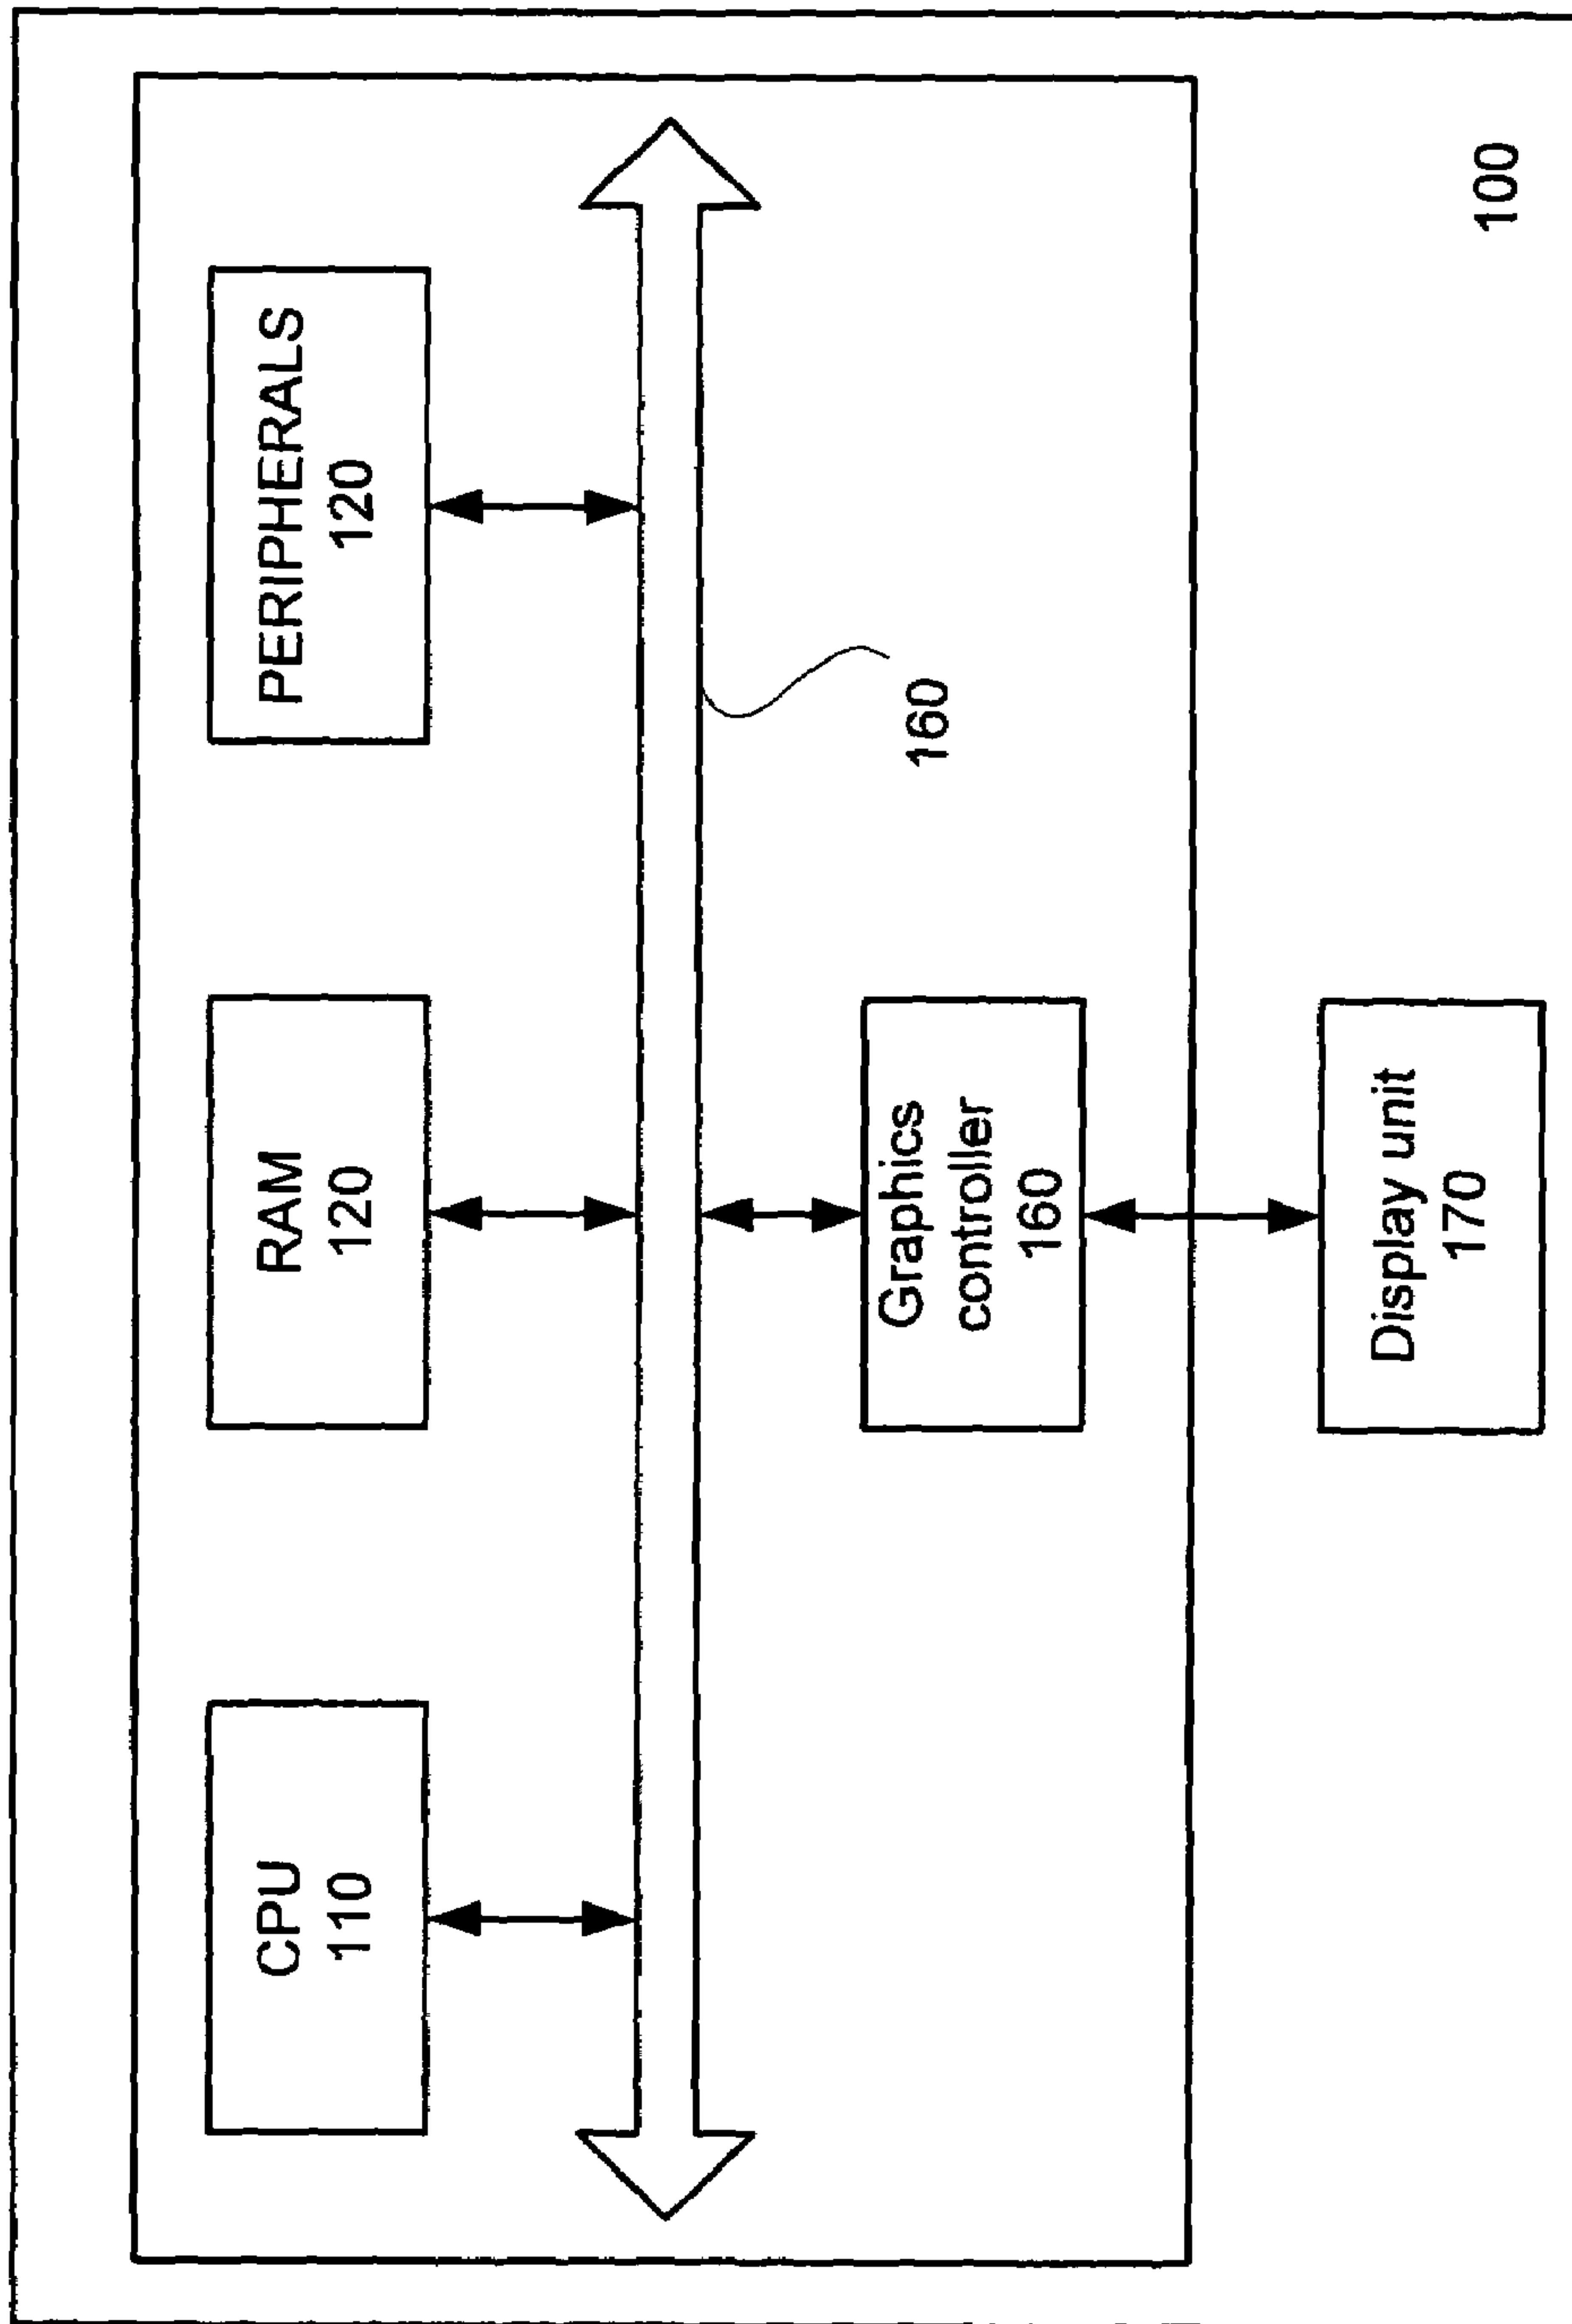 CPU
110
RAM
120
PERIPHERALS
120
160
Graphics
controller
160
Display unit
170
100